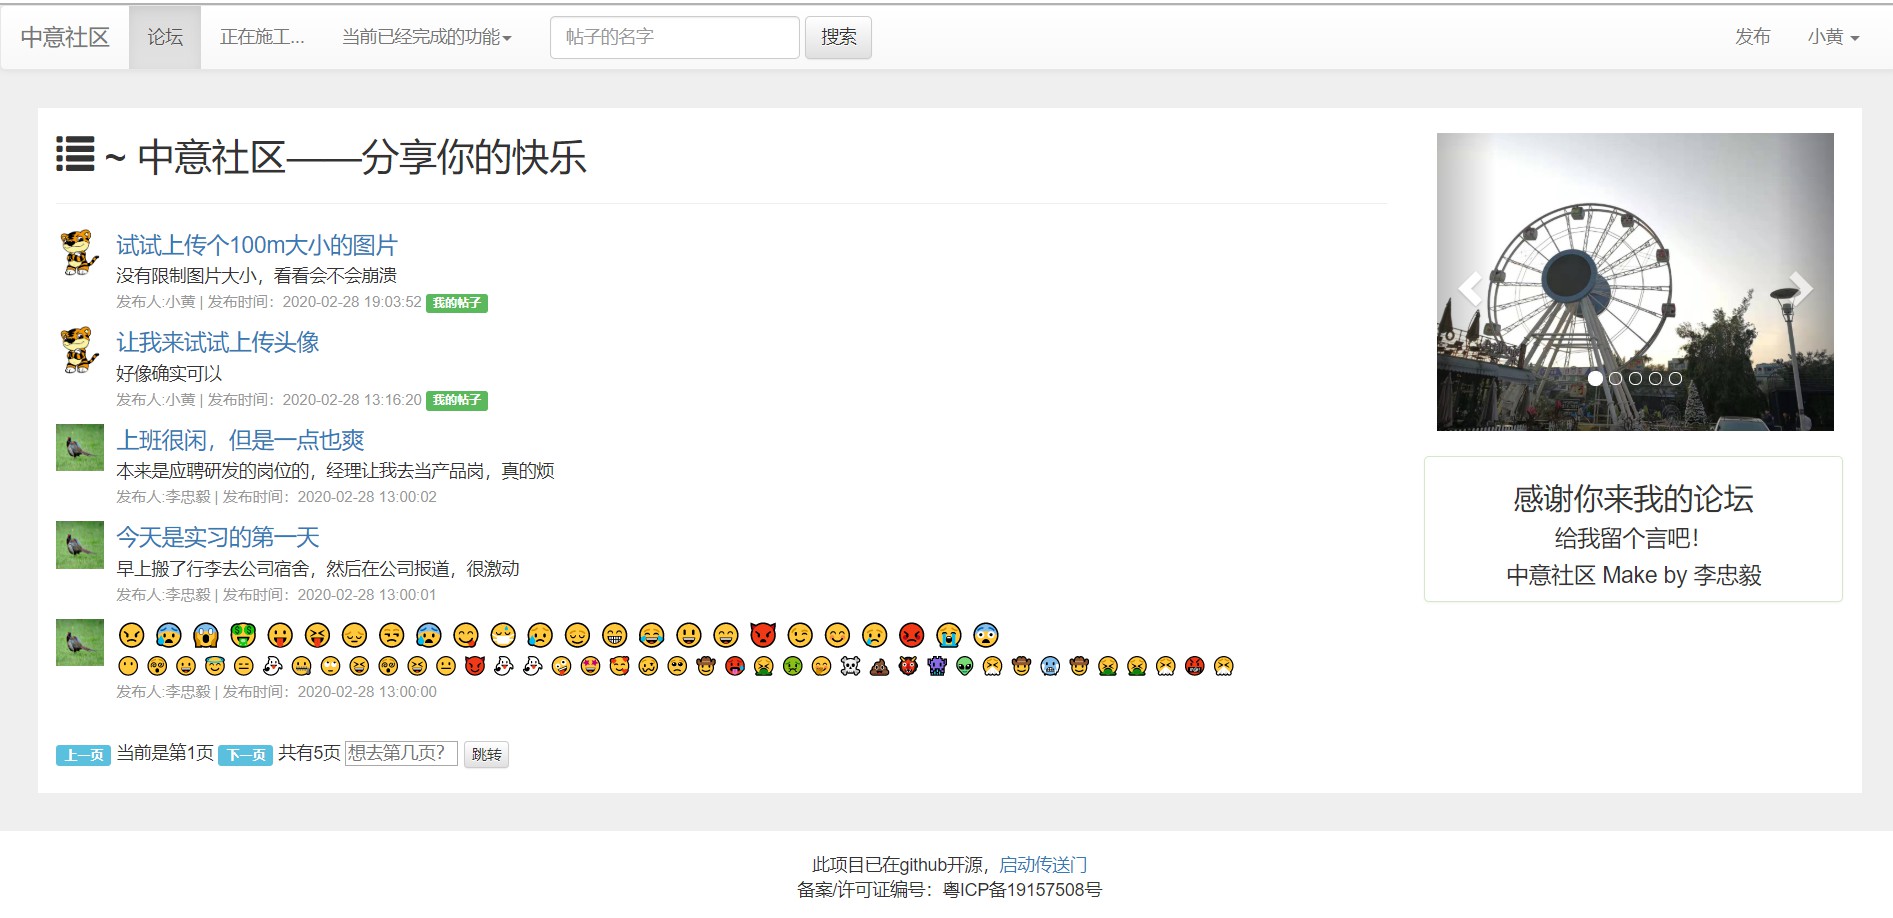 中意社区 论坛 正在施工... 当前已经完成的功能 帖子的名字 搜索 发布 小黄
~ 中意社区——分享你的快乐
试试上传个100m大小的图片
没有限制图片大小，看看会不会崩溃
发布人:小黄 | 发布时间：2020-02-28 19:03:52 我的帖子
让我来试试上传头像
好像确实可以
发布人:小黄 | 发布时间：2020-02-28 13:16:20 我的帖子
上班很闲，但是一点也爽
本来是应聘研发的岗位的，经理让我去当产品岗，真的烦
发布人:李忠毅 | 发布时间：2020-02-28 13:00:02
今天是实习的第一天
早上搬了行李去公司宿舍，然后在公司报道，很激动
发布人:李忠毅 | 发布时间：2020-02-28 13:00:01
发布人:李忠毅 | 发布时间：2020-02-28 13:00:00
上一页 当前是第1页 下一页 共有5页 想去第几页? 跳转
感谢你来我的论坛
给我留个言吧！
中意社区 Make by 李忠毅
此项目已在github开源，启动传送门
备案/许可证编号：粤ICP备19157508号